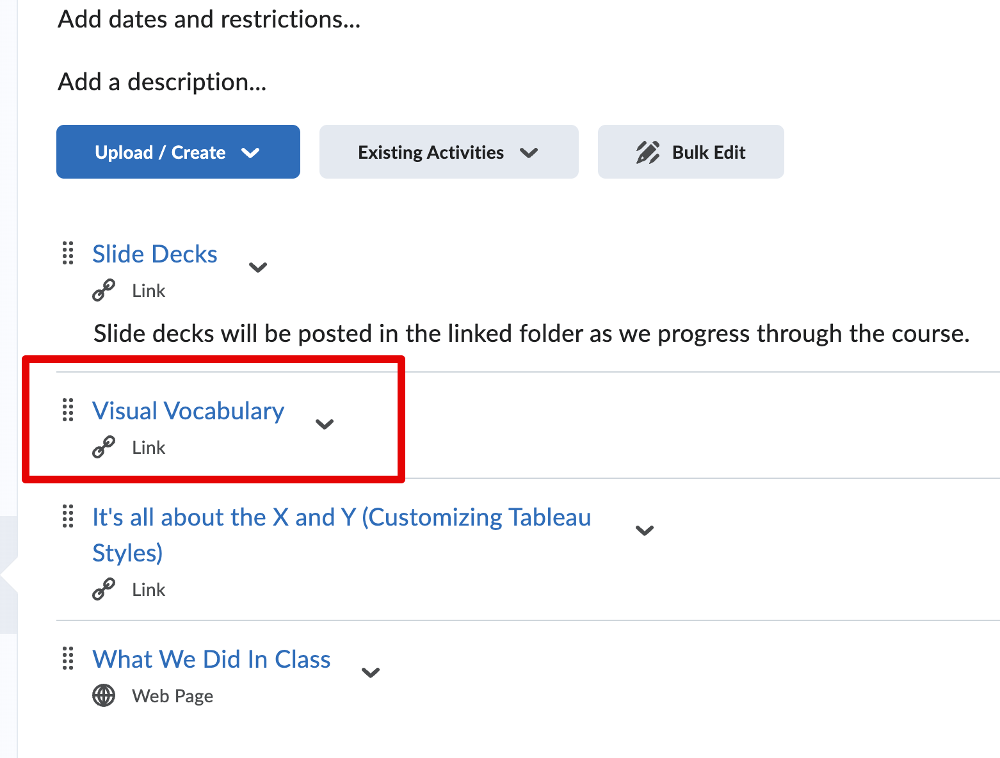 Add dates and restrictions...
Add a description...
Upload / Create
Existing Activities
Bulk Edit
Slide Decks
Link
Slide decks will be posted in the linked folder as we progress through the course.
Visual Vocabulary
Link
It's all about the X and Y (Customizing Tableau
Styles)
Link
What We Did In Class
Web Page